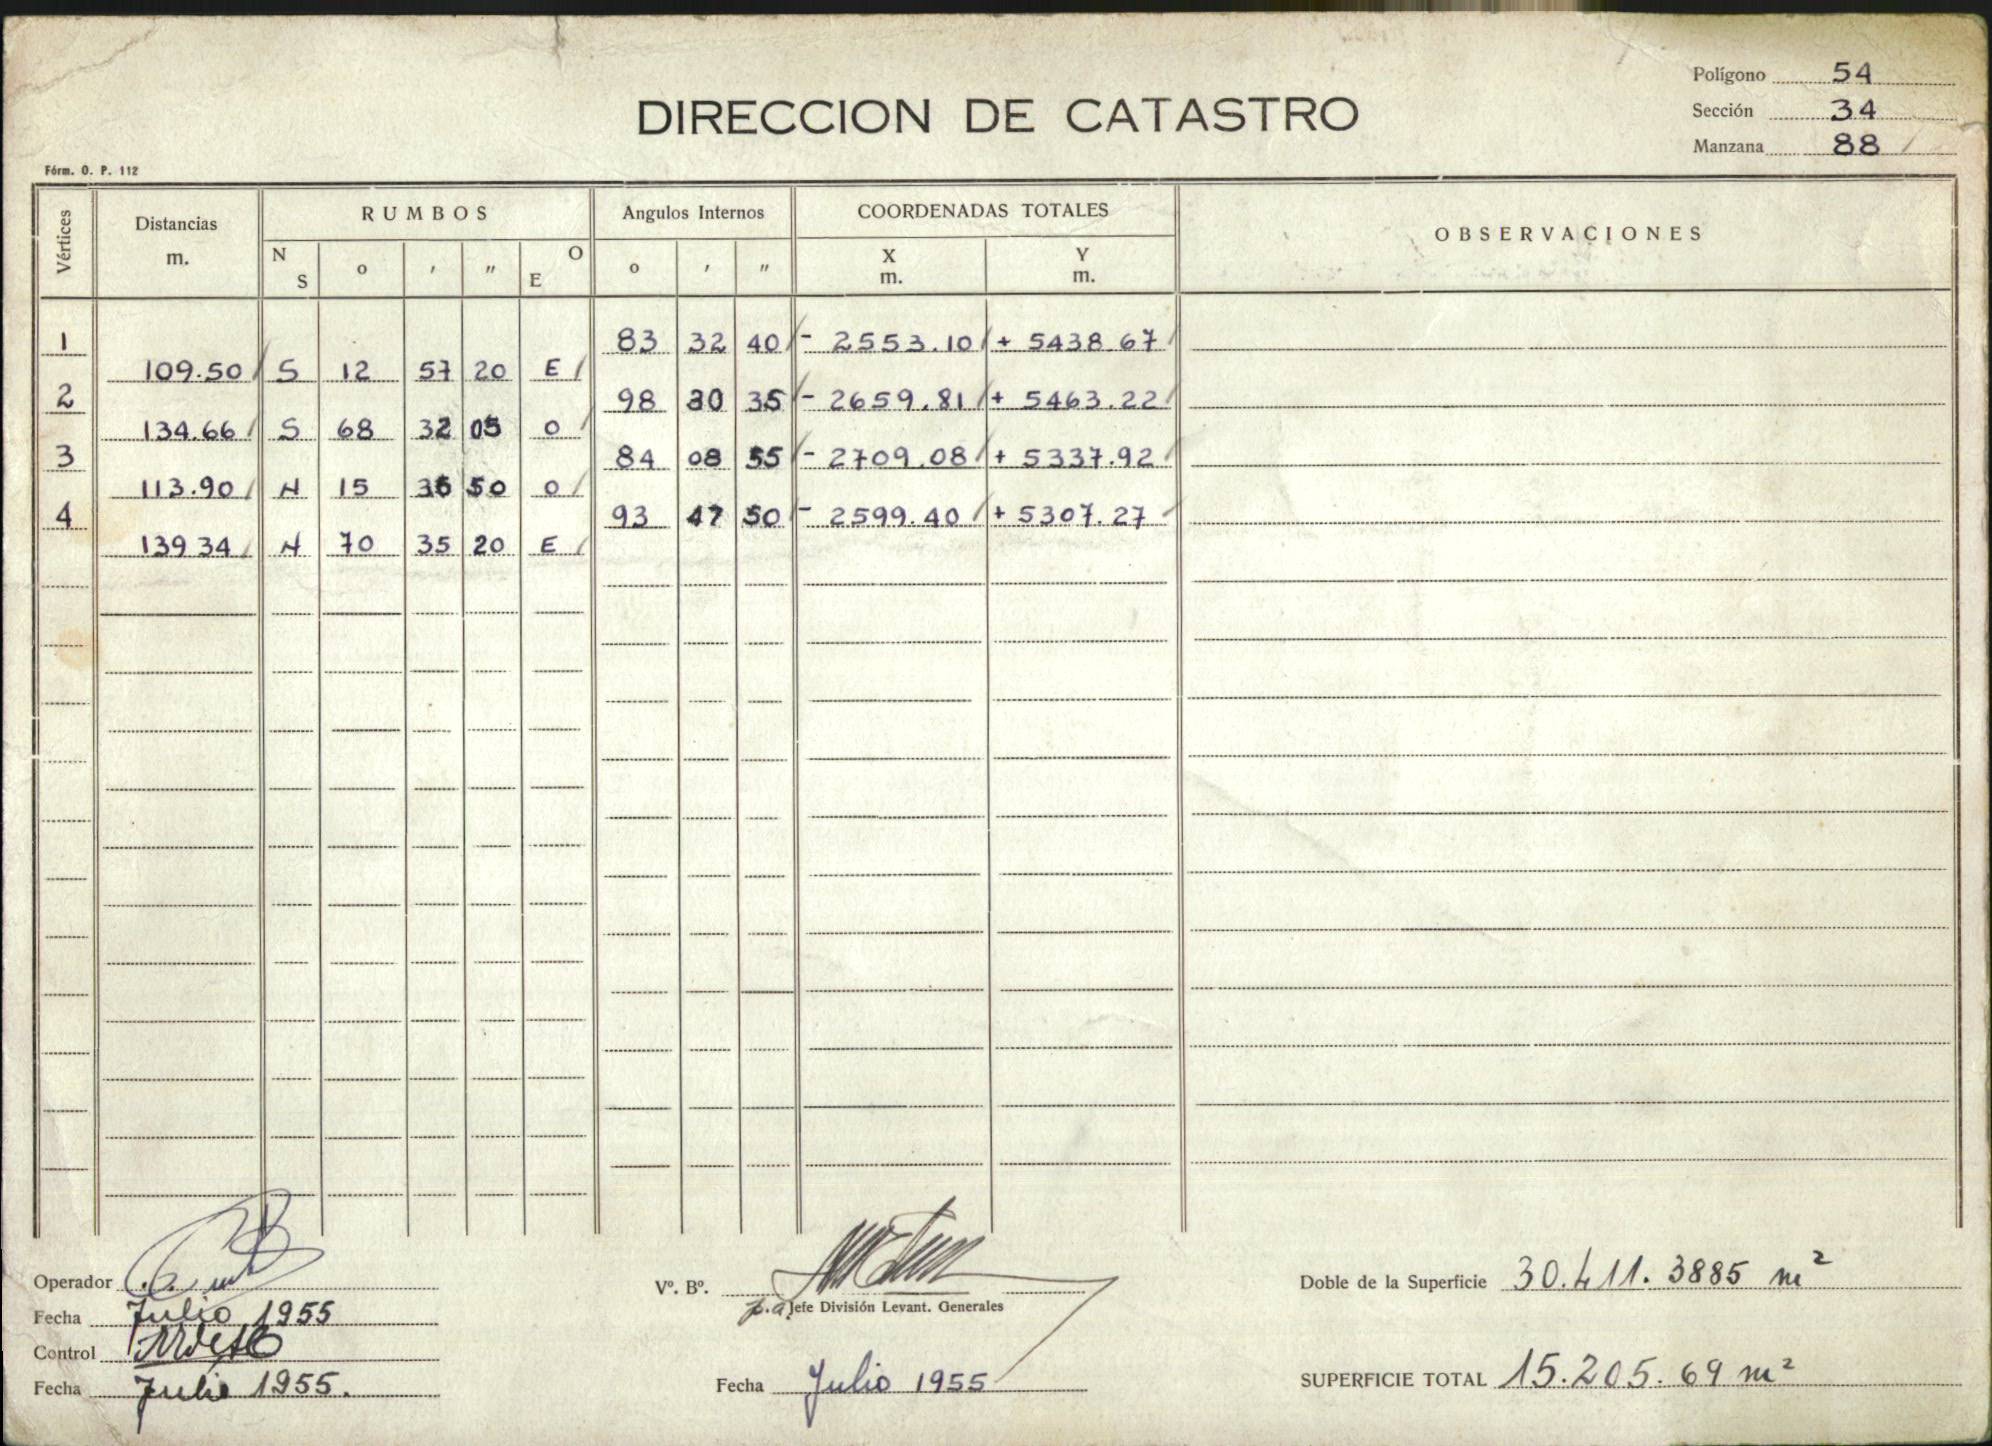 Polígono 54
DIRECCION DE CATASTRO
Sección 34
Manzana 88
Fórm. O. P. 112
Vértices Distancias m. RUMBOS N S o ' " O E Angulos Internos o ' " COORDENADAS TOTALES X m. Y m. OBSERVACIONES
1 83 32 40 - 2553.10 + 5438.67
109.50 S 12 57 20 E
2 98 30 35 - 2659.81 + 5463.22
134.66 S 68 32 05 O
3 84 08 55 - 2709.08 + 5337.92
113.90 N 15 36 50 O
4 93 47 50 - 2599.40 + 5307.27
139 34 N 70 35 20 E
Operador
Vº. Bº.
Doble de la Superficie 30.411.3885 m²
p.a. Jefe División Levant. Generales
Fecha Julio 1955
Control
Fecha Julio 1955.
Fecha Julio 1955
SUPERFICIE TOTAL 15.205.69 m²